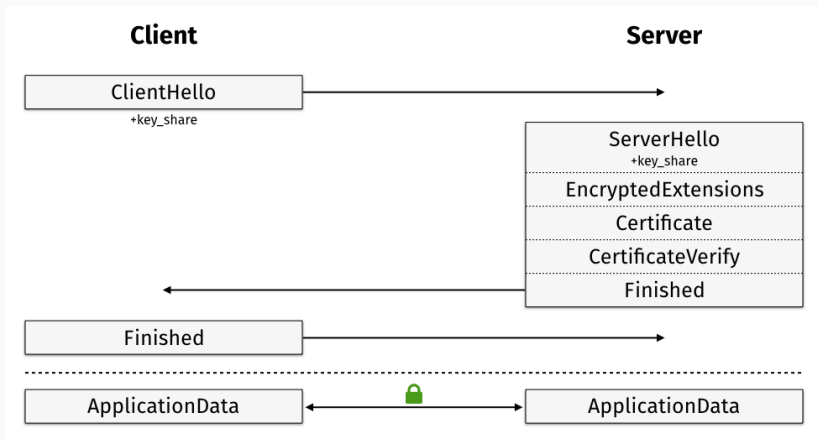 Client
Server
ClientHello
+key_share
ServerHello
+key_share
EncryptedExtensions
Certificate
CertificateVerify
Finished
Finished
ApplicationData
ApplicationData